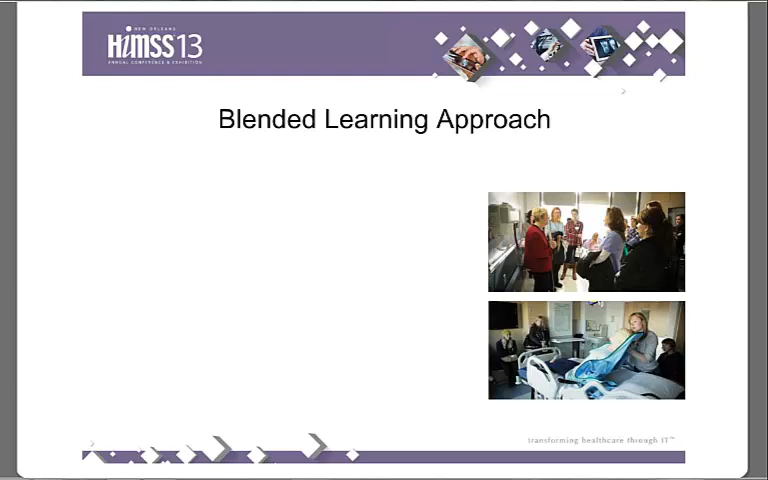 NEW ORLEANS
HiMSS13
ANNUAL CONFERENCE & EXHIBITION
Blended Learning Approach
transforming healthcare through IT™